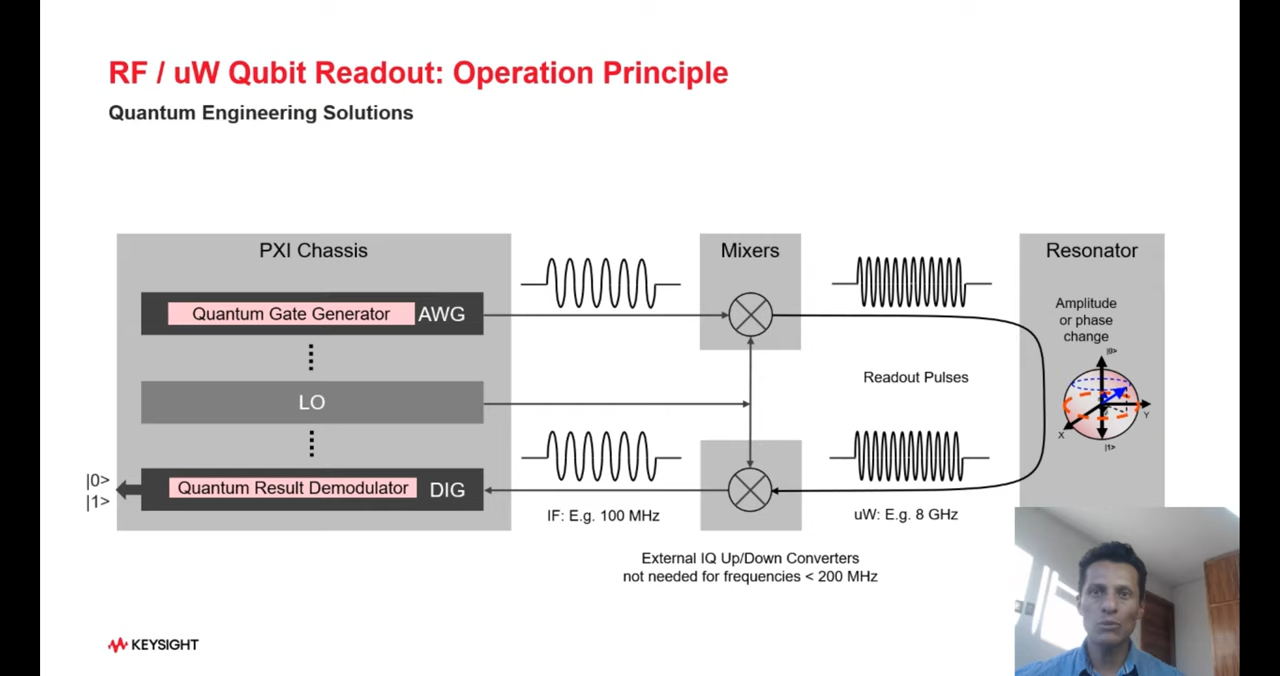 RF / uW Qubit Readout: Operation Principle
Quantum Engineering Solutions
PXI Chassis
Mixers
Resonator
Quantum Gate Generator AWG
LO
Quantum Result Demodulator DIG
|0>
|1>
IF: E.g. 100 MHz
Readout Pulses
uW: E.g. 8 GHz
Amplitude
or phase
change
|0>
Y
X
|1>
External IQ Up/Down Converters
not needed for frequencies < 200 MHz
KEYSIGHT